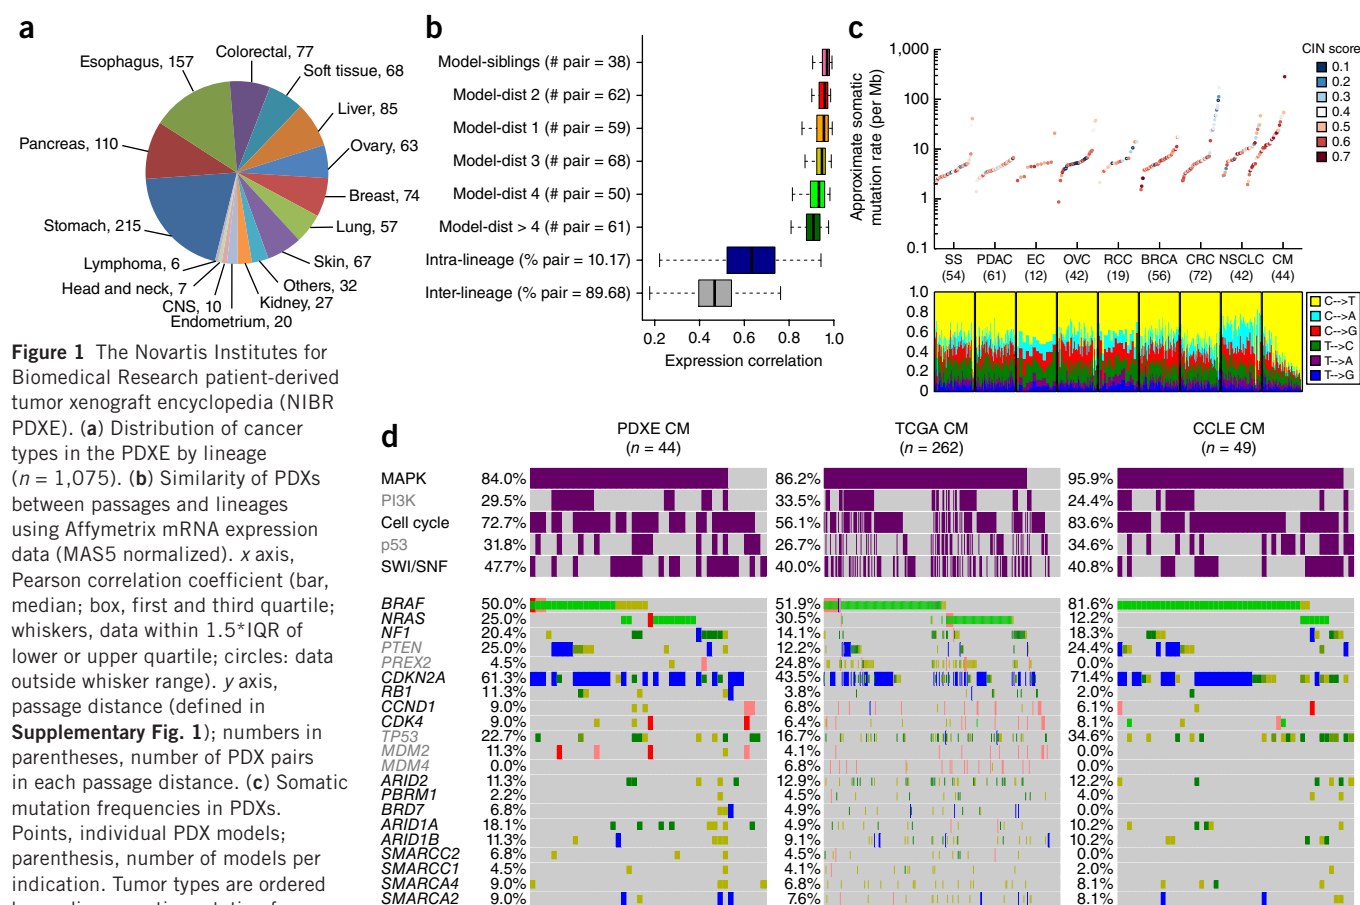 a
Colorectal, 77
Esophagus, 157
Soft tissue, 68
Liver, 85
Pancreas, 110
Ovary, 63
Breast, 74
Stomach, 215
Lung, 57
Skin, 67
Lymphoma, 6
Others, 32
Head and neck, 7
Kidney, 27
CNS, 10
Endometrium, 20
b
Model-siblings (# pair = 38)
Model-dist 2 (# pair = 62)
Model-dist 1 (# pair = 59)
Model-dist 3 (# pair = 68)
Model-dist 4 (# pair = 50)
Model-dist > 4 (# pair = 61)
Intra-lineage (% pair = 10.17)
Inter-lineage (% pair = 89.68)
0.2 0.4 0.6 0.8 1.0
Expression correlation
c
Approximate somatic
mutation rate (per Mb)
1,000
100
10
1
0.1
CIN score
0.1
0.2
0.3
0.4
0.5
0.6
0.7
SS PDAC EC OVC RCC BRCA CRC NSCLC CM
(54) (61) (12) (42) (19) (56) (72) (42) (44)
1.0
0.8
0.6
0.4
0.2
0
C-->T
C-->A
C-->G
T-->C
T-->A
T-->G
Figure 1 The Novartis Institutes for
Biomedical Research patient-derived
tumor xenograft encyclopedia (NIBR
PDXE). (a) Distribution of cancer
types in the PDXE by lineage
(n = 1,075). (b) Similarity of PDXs
between passages and lineages
using Affymetrix mRNA expression
data (MAS5 normalized). x axis,
Pearson correlation coefficient (bar,
median; box, first and third quartile;
whiskers, data within 1.5*IQR of
lower or upper quartile; circles: data
outside whisker range). y axis,
passage distance (defined in
Supplementary Fig. 1); numbers in
parentheses, number of PDX pairs
in each passage distance. (c) Somatic
mutation frequencies in PDXs.
Points, individual PDX models;
parenthesis, number of models per
indication. Tumor types are ordered
d
PDXE CM TCGA CM CCLE CM
(n = 44) (n = 262) (n = 49)
MAPK 84.0% 86.2% 95.9%
PI3K 29.5% 33.5% 24.4%
Cell cycle 72.7% 56.1% 83.6%
p53 31.8% 26.7% 34.6%
SWI/SNF 47.7% 40.0% 40.8%
BRAF 50.0% 51.9% 81.6%
NRAS 25.0% 30.5% 12.2%
NF1 20.4% 14.1% 18.3%
PTEN 25.0% 12.2% 24.4%
PREX2 4.5% 24.8% 0.0%
CDKN2A 61.3% 43.5% 71.4%
RB1 11.3% 3.8% 2.0%
CCND1 9.0% 6.8% 6.1%
CDK4 9.0% 6.4% 8.1%
TP53 22.7% 16.7% 34.6%
MDM2 11.3% 4.1% 0.0%
MDM4 0.0% 6.8% 0.0%
ARID2 11.3% 12.9% 12.2%
PBRM1 2.2% 4.5% 4.0%
BRD7 6.8% 4.9% 0.0%
ARID1A 18.1% 4.9% 10.2%
ARID1B 11.3% 9.1% 10.2%
SMARCC2 6.8% 4.5% 0.0%
SMARCC1 4.5% 4.1% 2.0%
SMARCA4 9.0% 6.8% 8.1%
SMARCA2 9.0% 7.6% 8.1%